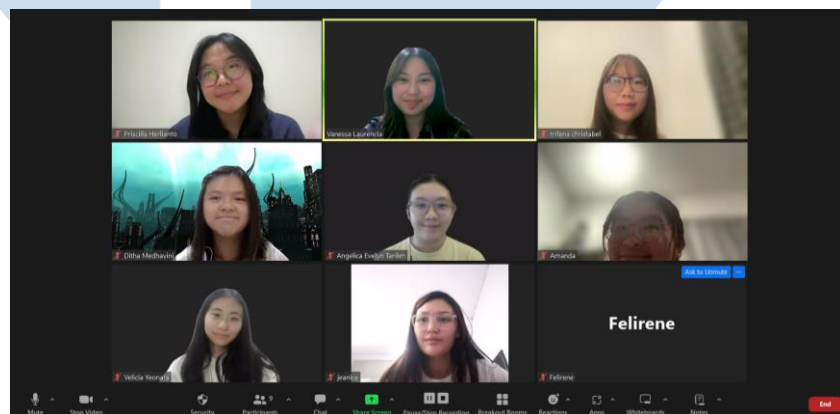 Priscilla Herlianto
Vanessa Laurencia
trifena christabel
Ditha Medhavini
Angelica Evelyn Tanlim
Amanda
Ask to Unmute
Felirene
Velicia Yeonata
jeanice
Felirene
Mute
Stop Video
Security
9
Participants
Chat
Share Screen
Pause/Stop Recording
Breakout Rooms
Reactions
Apps
Whiteboards
Notes
End